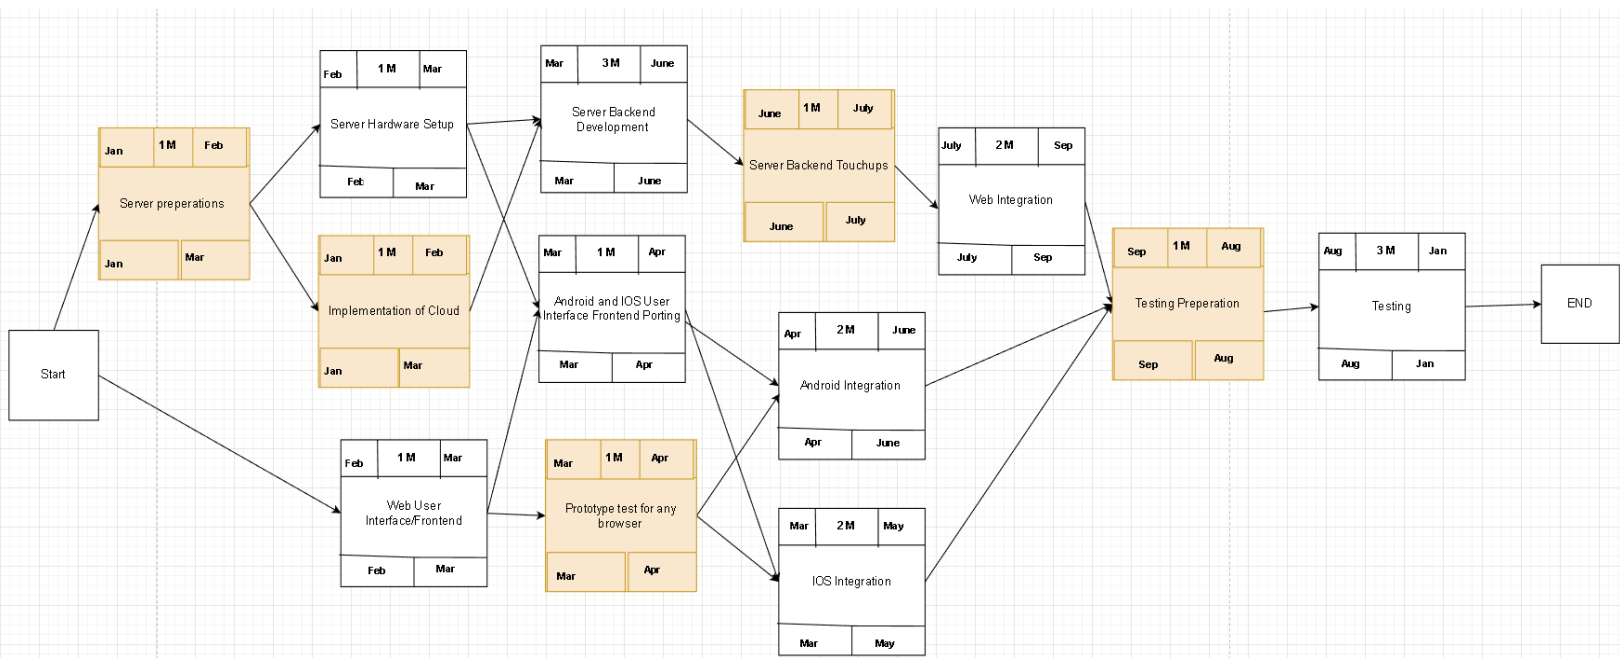 Start
Jan 1 M Feb
Server preperations
Jan Mar
Feb 1 M Mar
Server Hardware Setup
Feb Mar
Jan 1 M Feb
Implementation of Cloud
Jan Mar
Feb 1 M Mar
Web User
Interface/Frontend
Feb Mar
Mar 3 M June
Server Backend
Development
Mar June
Mar 1 M Apr
Android and IOS User
Interface Frontend Porting
Mar Apr
Mar 1 M Apr
Prototype test for any
browser
Mar Apr
June 1 M July
Server Backend Touchups
June July
Apr 2 M June
Android Integration
Apr June
Mar 2 M May
IOS Integration
Mar May
July 2 M Sep
Web Integration
July Sep
Sep 1 M Aug
Testing Preperation
Sep Aug
Aug 3 M Jan
Testing
Aug Jan
END